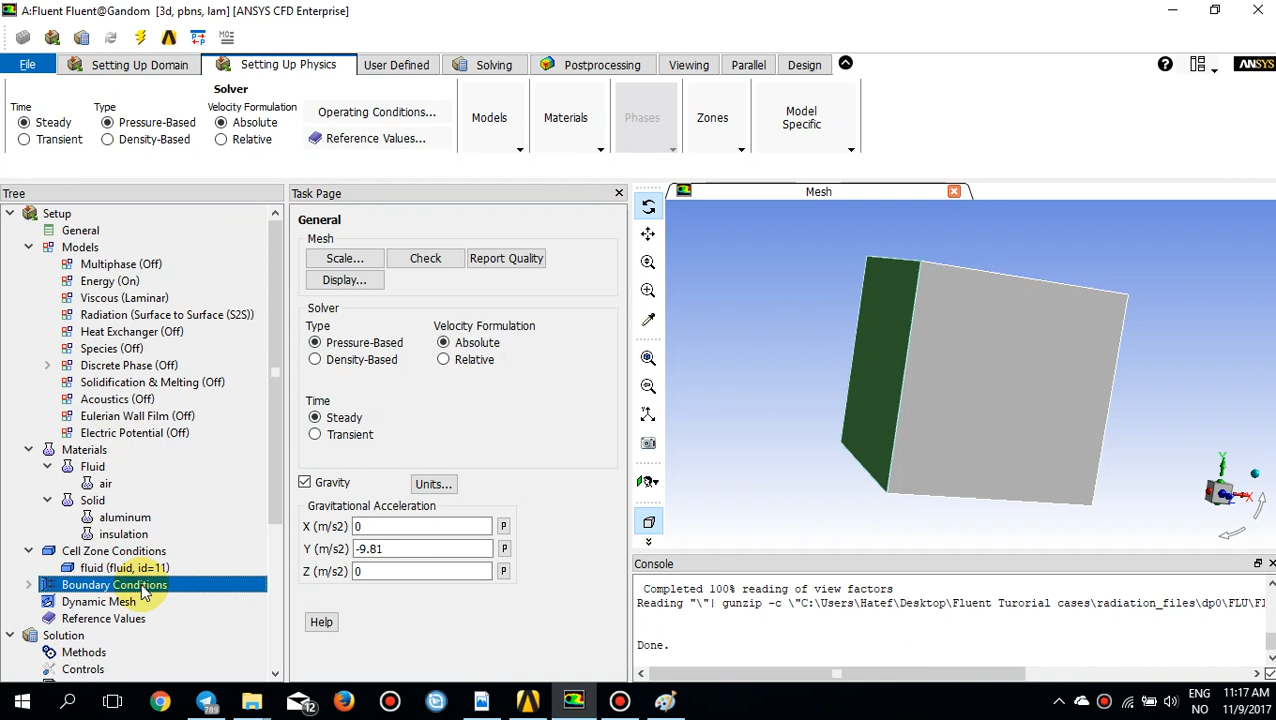 A:Fluent Fluent@Gandom [3d, pbns, lam] [ANSYS CFD Enterprise]
File
Setting Up Domain
Setting Up Physics
User Defined
Solving
Postprocessing
Viewing
Parallel
Design
ANSYS
Solver
Time
Type
Velocity Formulation
Steady
Pressure-Based
Absolute
Operating Conditions...
Transient
Density-Based
Relative
Reference Values...
Models
Materials
Phases
Zones
Model
Specific
Tree
Setup
General
Models
Multiphase (Off)
Energy (On)
Viscous (Laminar)
Radiation (Surface to Surface (S2S))
Heat Exchanger (Off)
Species (Off)
Discrete Phase (Off)
Solidification & Melting (Off)
Acoustics (Off)
Eulerian Wall Film (Off)
Electric Potential (Off)
Materials
Fluid
air
Solid
aluminum
insulation
Cell Zone Conditions
fluid (fluid, id=11)
Boundary Conditions
Dynamic Mesh
Reference Values
Solution
Methods
Controls
Task Page
General
Mesh
Scale...
Check
Report Quality
Display...
Solver
Type
Velocity Formulation
Pressure-Based
Absolute
Density-Based
Relative
Time
Steady
Transient
Gravity
Units...
Gravitational Acceleration
X (m/s2) 0 P
Y (m/s2) -9.81 P
Z (m/s2) 0 P
Help
Mesh
Y
X
Console
Completed 100% reading of view factors
Reading "\"| gunzip -c \"C:\Users\Hatef\Desktop\Fluent Turorial cases\radiation_files\dp0\FLU\Fl
Done.
789
12
ENG
NO
11:17 AM
11/9/2017